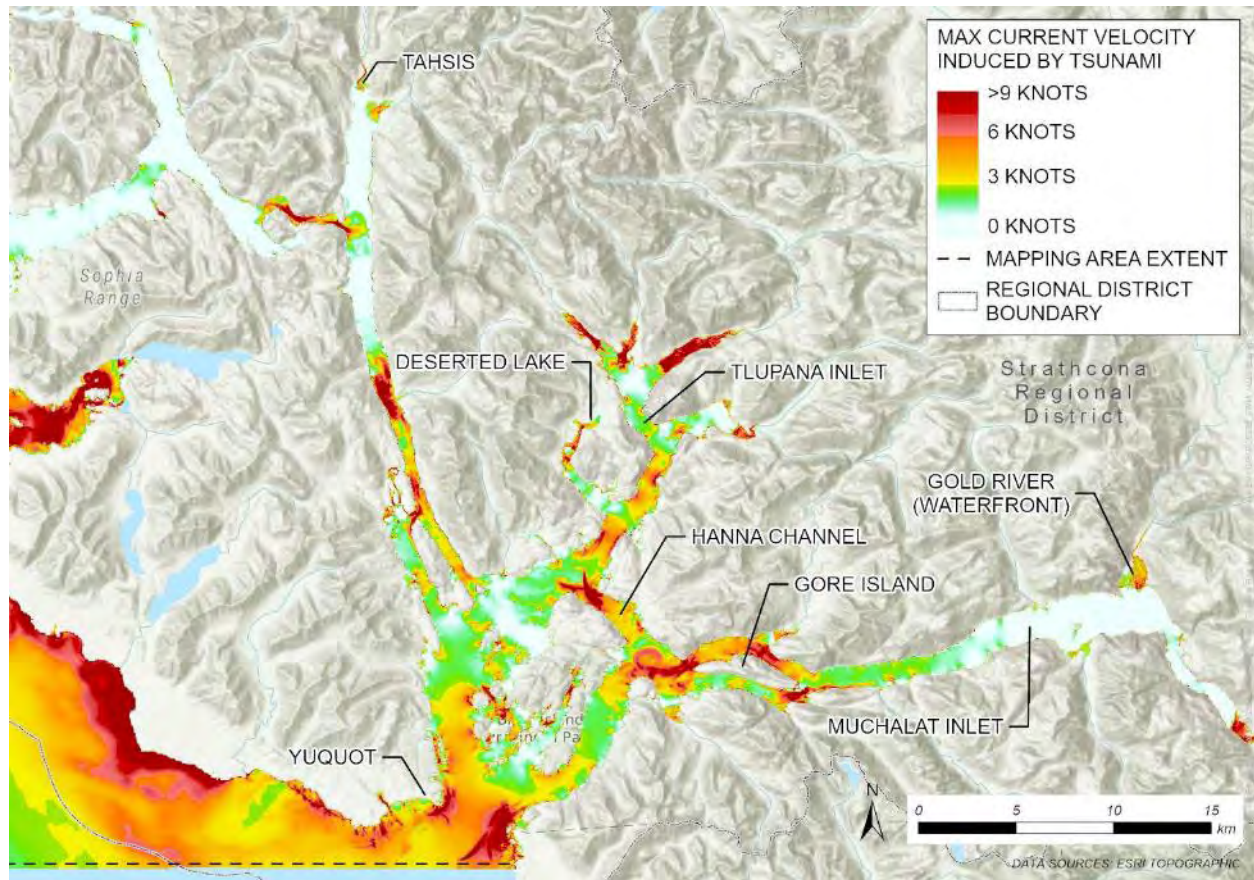 MAX CURRENT VELOCITY
INDUCED BY TSUNAMI
>9 KNOTS
6 KNOTS
3 KNOTS
0 KNOTS
MAPPING AREA EXTENT
REGIONAL DISTRICT
BOUNDARY
TAHSIS
Sophia
Range
DESERTED LAKE
TLUPANA INLET
Strathcona
Regional
District
GOLD RIVER
(WATERFRONT)
HANNA CHANNEL
GORE ISLAND
MUCHALAT INLET
YUQUOT
N
0 5 10 15
km
DATA SOURCES: ESRI TOPOGRAPHIC